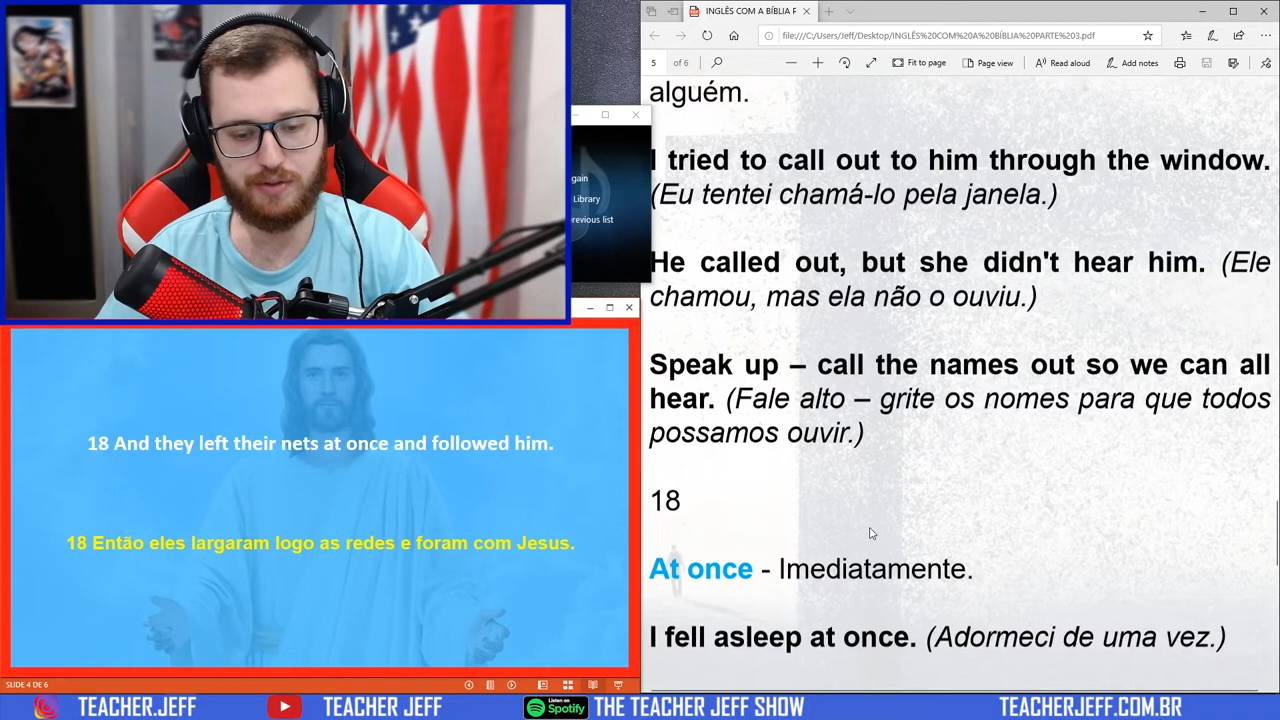 INGLÊS COM A BÍBLIA P
file:///C:/Users/Jeff/Desktop/INGLÊS%20COM%20A%20BÍBLIA%20PARTE%203.pdf
5 of 6
Fit to page
Page view
Read aloud
Add notes
alguém.
I tried to call out to him through the window.
(Eu tentei chamá-lo pela janela.)
He called out, but she didn't hear him. (Ele
chamou, mas ela não o ouviu.)
Speak up – call the names out so we can all
hear. (Fale alto – grite os nomes para que todos
possamos ouvir.)
18
At once - Imediatamente.
I fell asleep at once. (Adormeci de uma vez.)
gain
Library
revious list
18 And they left their nets at once and followed him.
18 Então eles largaram logo as redes e foram com Jesus.
SLIDE 4 DE 6
TEACHER.JEFF
TEACHER JEFF
Listen on
Spotify
THE TEACHER JEFF SHOW
TEACHERJEFF.COM.BR